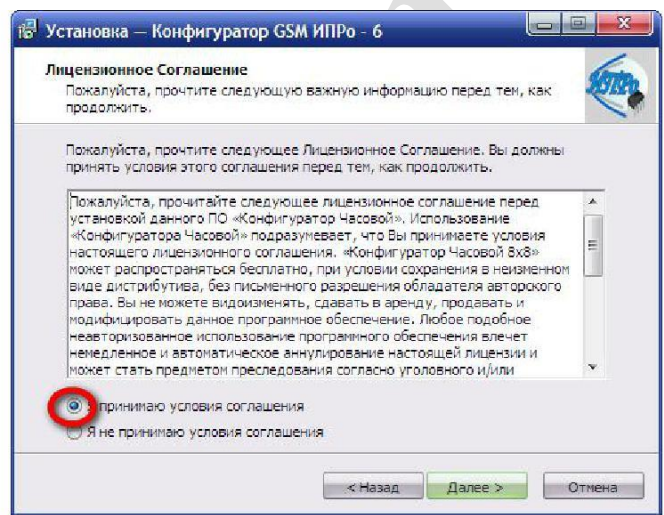 Установка — Конфигуратор GSM ИПРо - 6
Лицензионное Соглашение
Пожалуйста, прочтите следующую важную информацию перед тем, как
продолжить.
ИПРо
Пожалуйста, прочтите следующее Лицензионное Соглашение. Вы должны
принять условия этого соглашения перед тем, как продолжить.
Пожалуйста, прочитайте следующее лицензионное соглашение перед
установкой данного ПО «Конфигуратор Часовой». Использование
«Конфигуратора Часовой» подразумевает, что Вы принимаете условия
настоящего лицензионного соглашения. «Конфигуратор Часовой 8x8»
может распространяться бесплатно, при условии сохранения в неизменном
виде дистрибутива, без письменного разрешения обладателя авторского
права. Вы не можете видоизменять, сдавать в аренду, продавать и
модифицировать данное программное обеспечение. Любое подобное
неавторизованное использование программного обеспечения влечет
немедленное и автоматическое аннулирование настоящей лицензии и
может стать предметом преследования согласно уголовного и/или
Я принимаю условия соглашения
Я не принимаю условия соглашения
< Назад
Далее >
Отмена